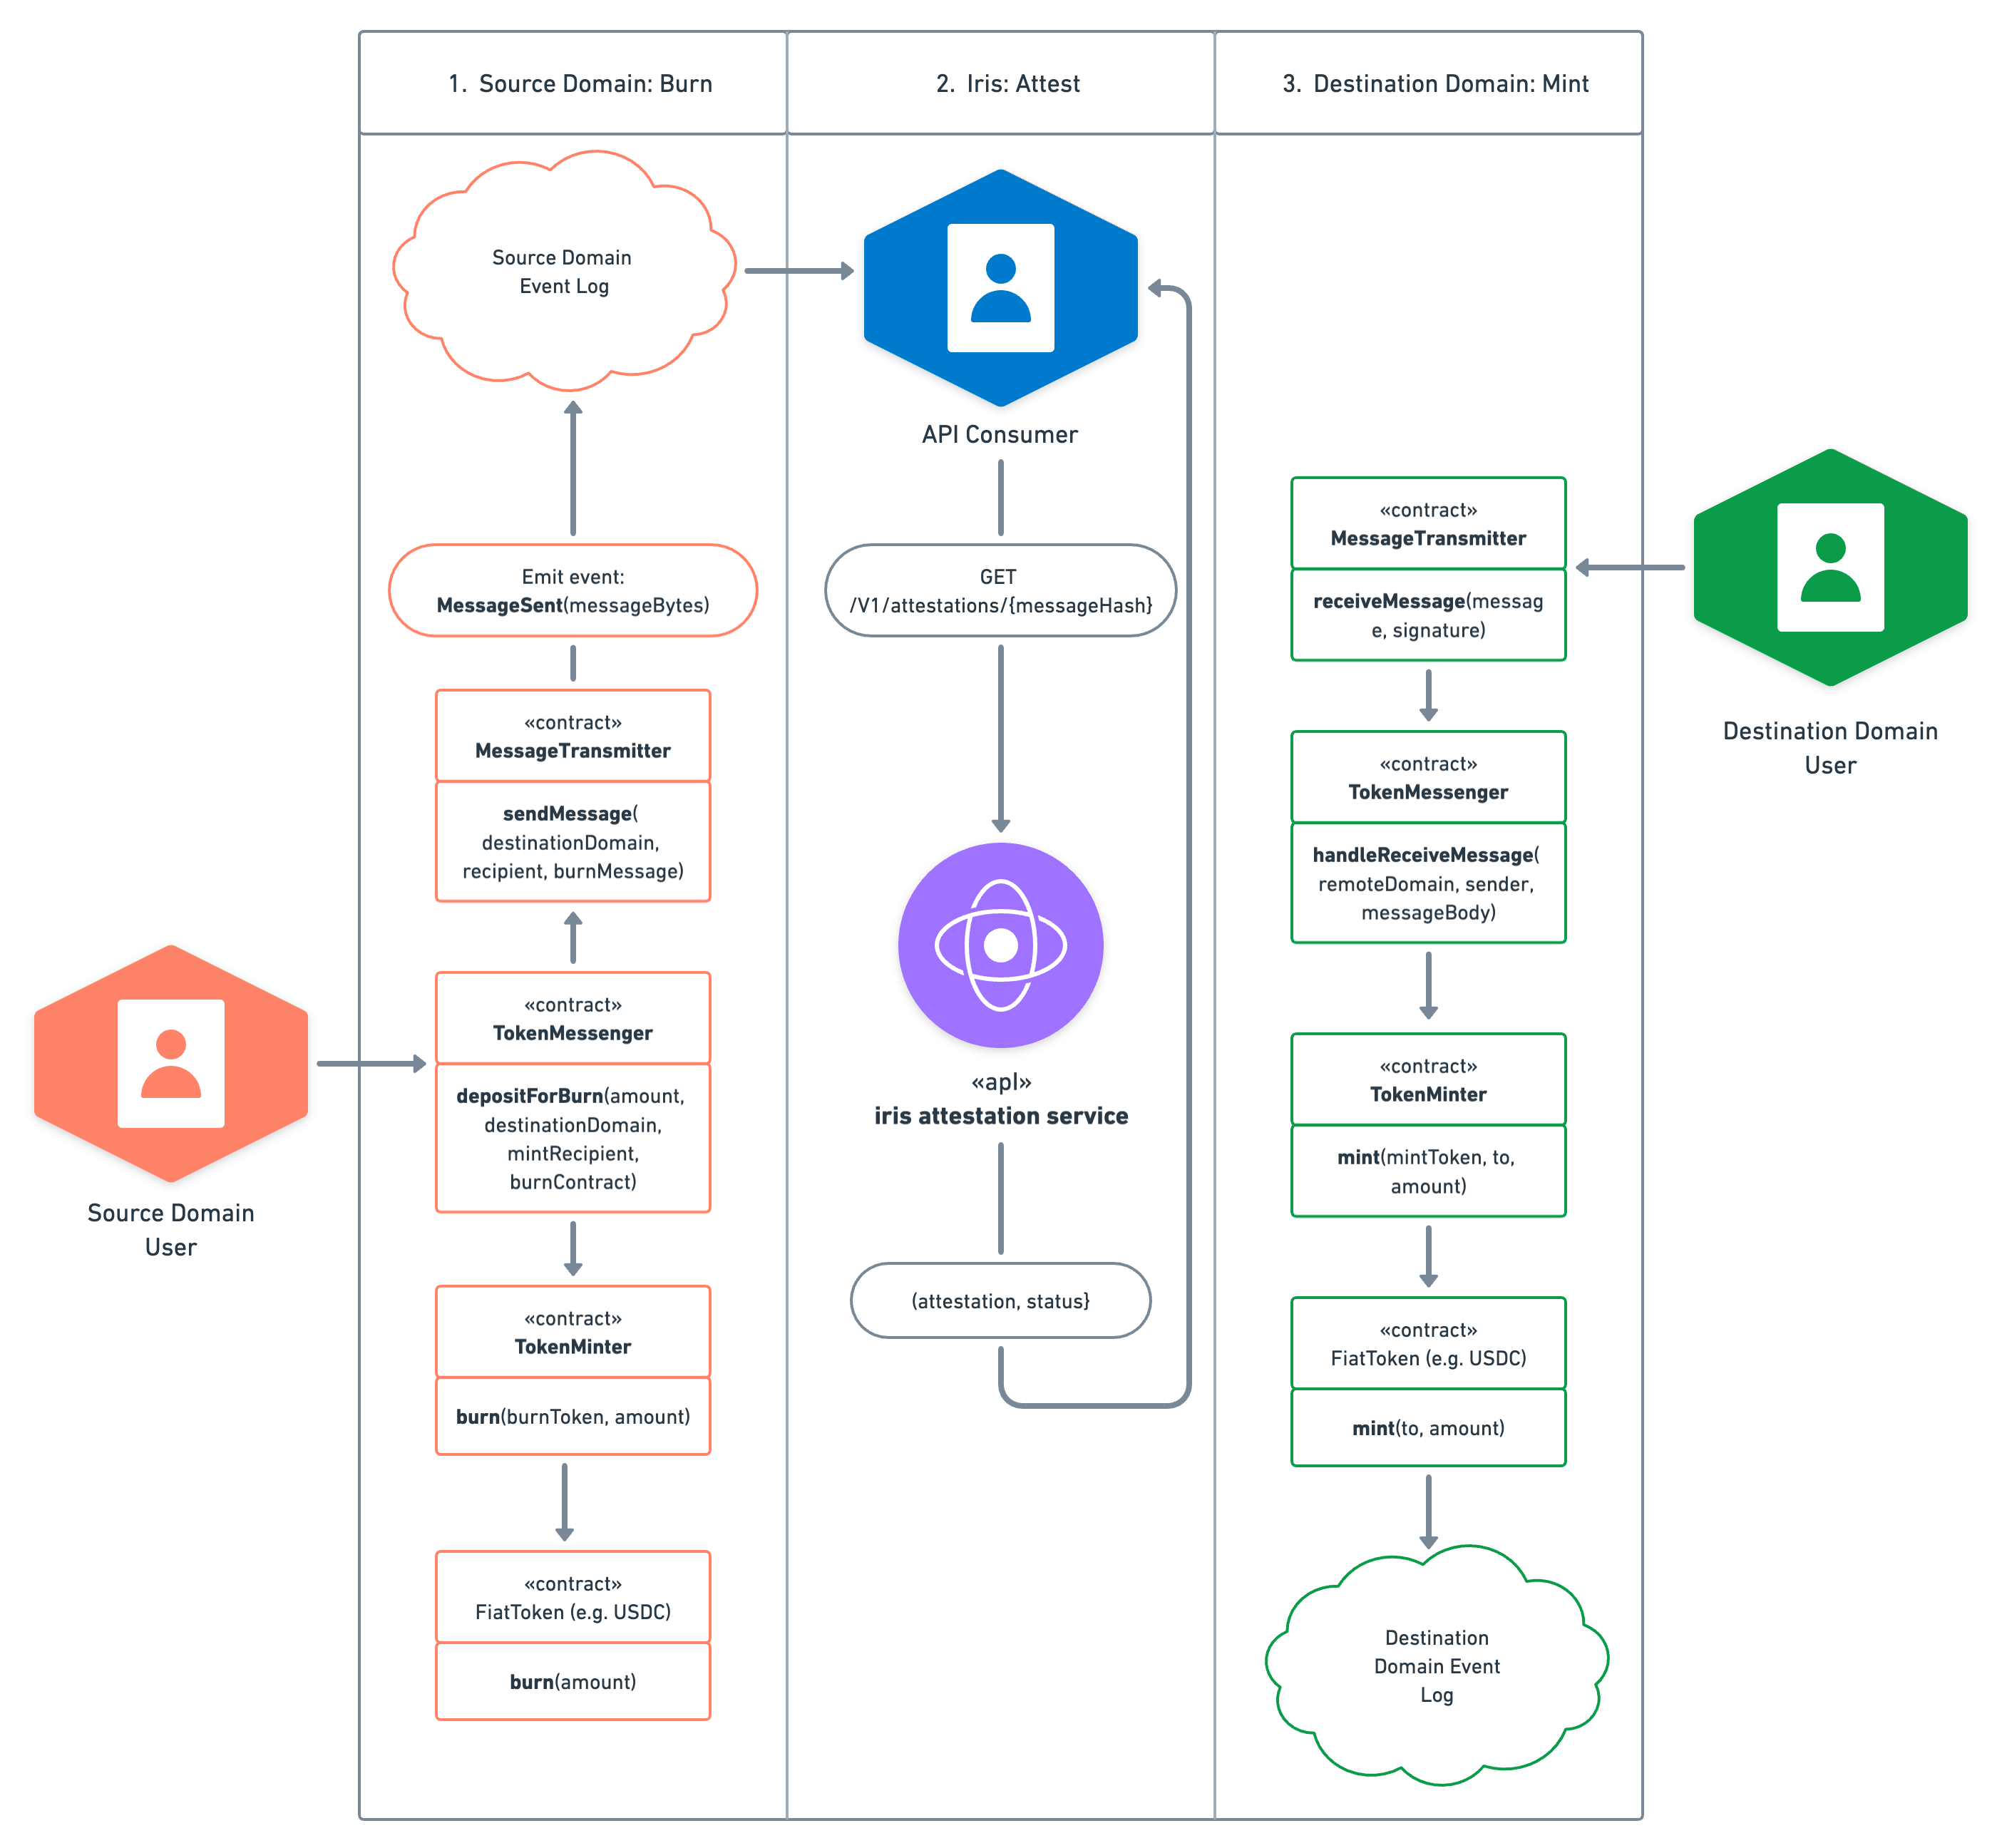 1. Source Domain: Burn
2. Iris: Attest
3. Destination Domain: Mint
Source Domain
Event Log
Emit event:
MessageSent(messageBytes)
«contract»
MessageTransmitter
sendMessage(
destinationDomain,
recipient, burnMessage)
«contract»
TokenMessenger
depositForBurn(amount,
destinationDomain,
mintRecipient,
burnContract)
Source Domain
User
«contract»
TokenMinter
burn(burnToken, amount)
«contract»
FiatToken (e.g. USDC)
burn(amount)
API Consumer
GET
/V1/attestations/{messageHash}
«apI»
iris attestation service
(attestation, status}
«contract»
MessageTransmitter
receiveMessage(messag
e, signature)
Destination Domain
User
«contract»
TokenMessenger
handleReceiveMessage(
remoteDomain, sender,
messageBody)
«contract»
TokenMinter
mint(mintToken, to,
amount)
«contract»
FiatToken (e.g. USDC)
mint(to, amount)
Destination
Domain Event
Log